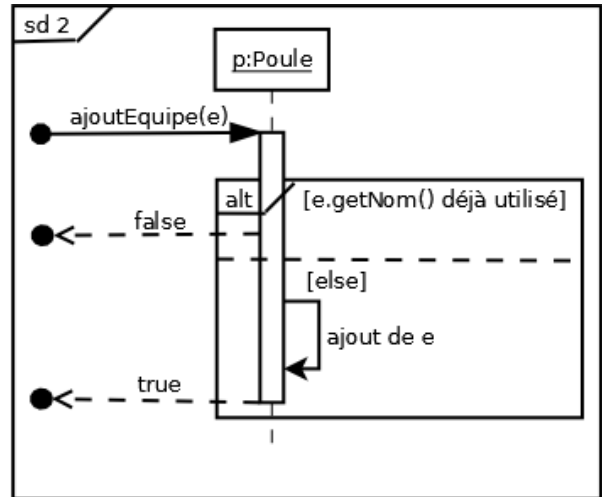 sd 2
p:Poule
ajoutEquipe(e)
alt
[e.getNom() déjà utilisé]
false
[else]
ajout de e
true